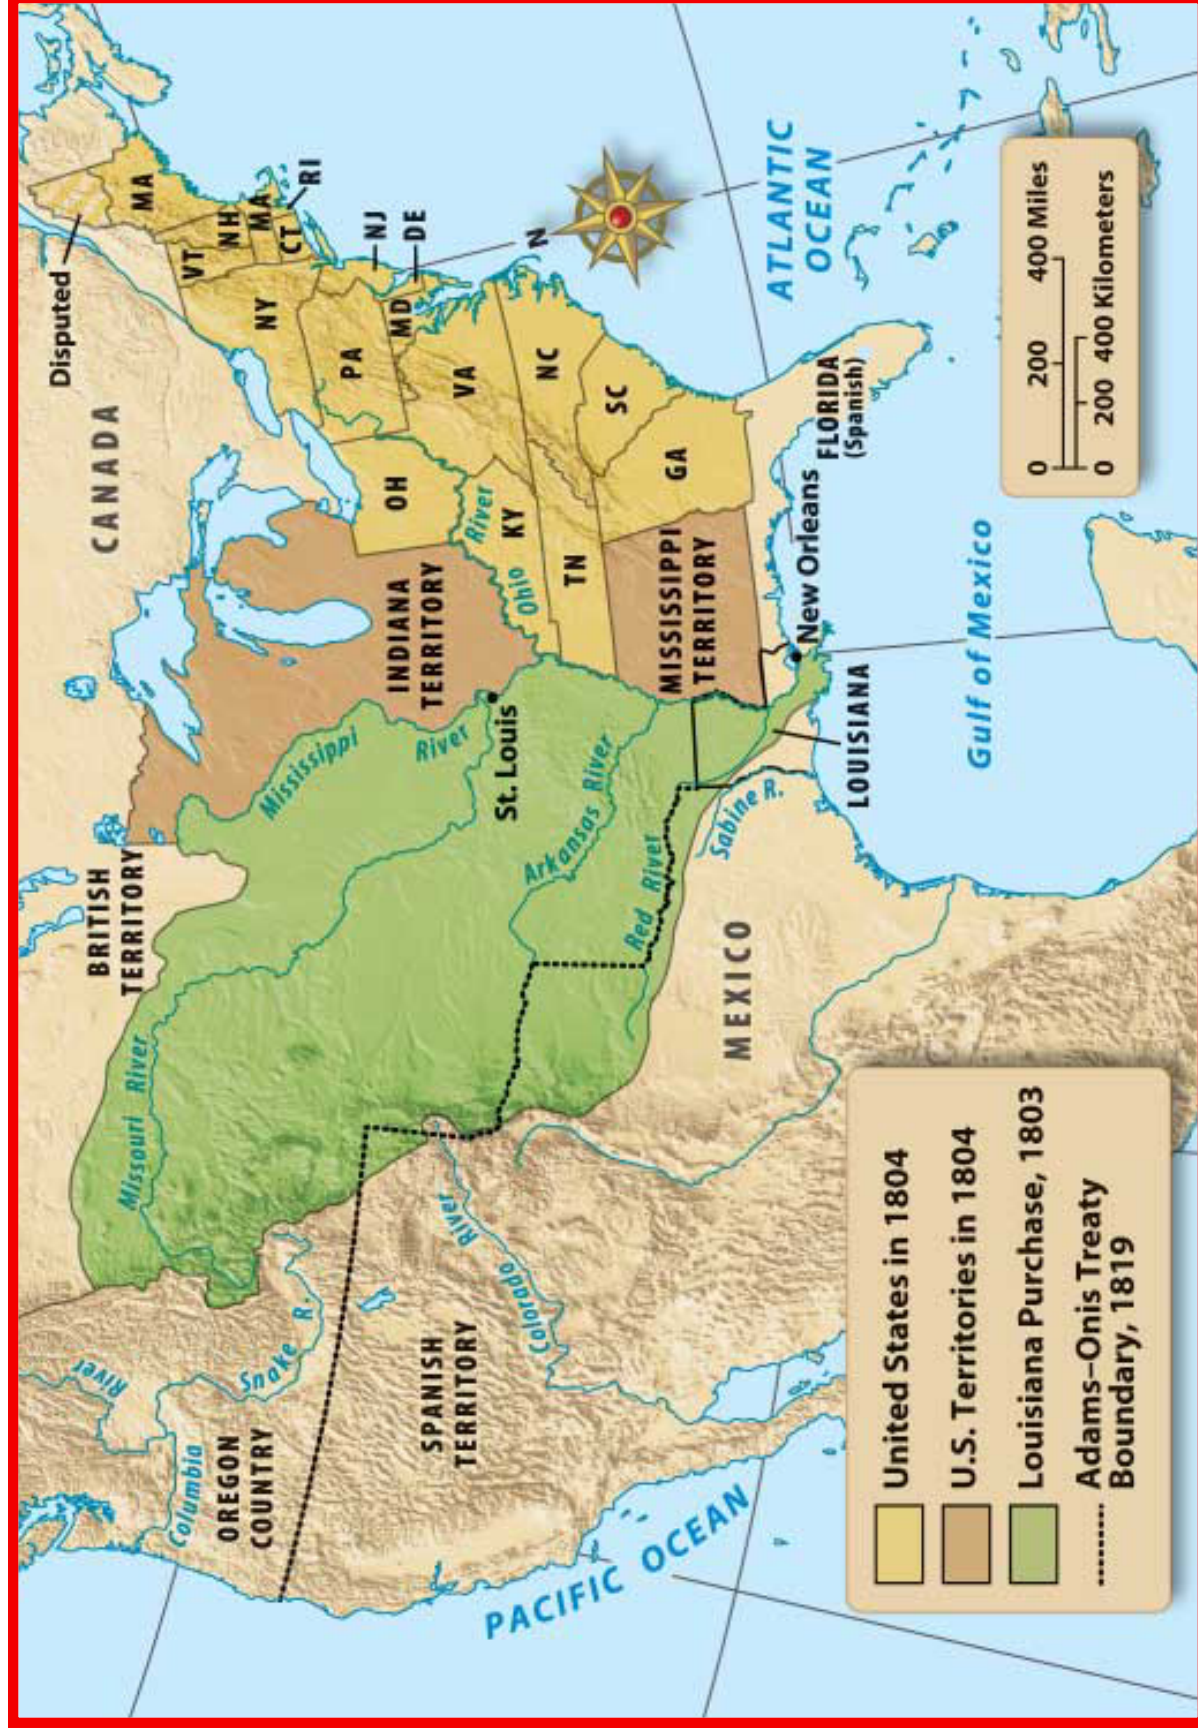 Disputed
CANADA
MA
VT
NH
MA
CT
RI
NY
NJ
DE
PA
MD
OH
VA
N
BRITISH
TERRITORY
Missouri River
Mississippi
River
INDIANA
TERRITORY
Ohio River
KY
NC
TN
SC
GA
ATLANTIC
OCEAN
Columbia
River
OREGON
COUNTRY
Snake R.
St. Louis
Arkansas River
MISSISSIPPI
TERRITORY
Red River
Sabine R.
Colorado River
SPANISH
TERRITORY
MEXICO
LOUISIANA
New Orleans
FLORIDA
(Spanish)
PACIFIC OCEAN
Gulf of Mexico
United States in 1804
U.S. Territories in 1804
Louisiana Purchase, 1803
Adams–Onis Treaty
Boundary, 1819
0 200 400 Miles
0 200 400 Kilometers